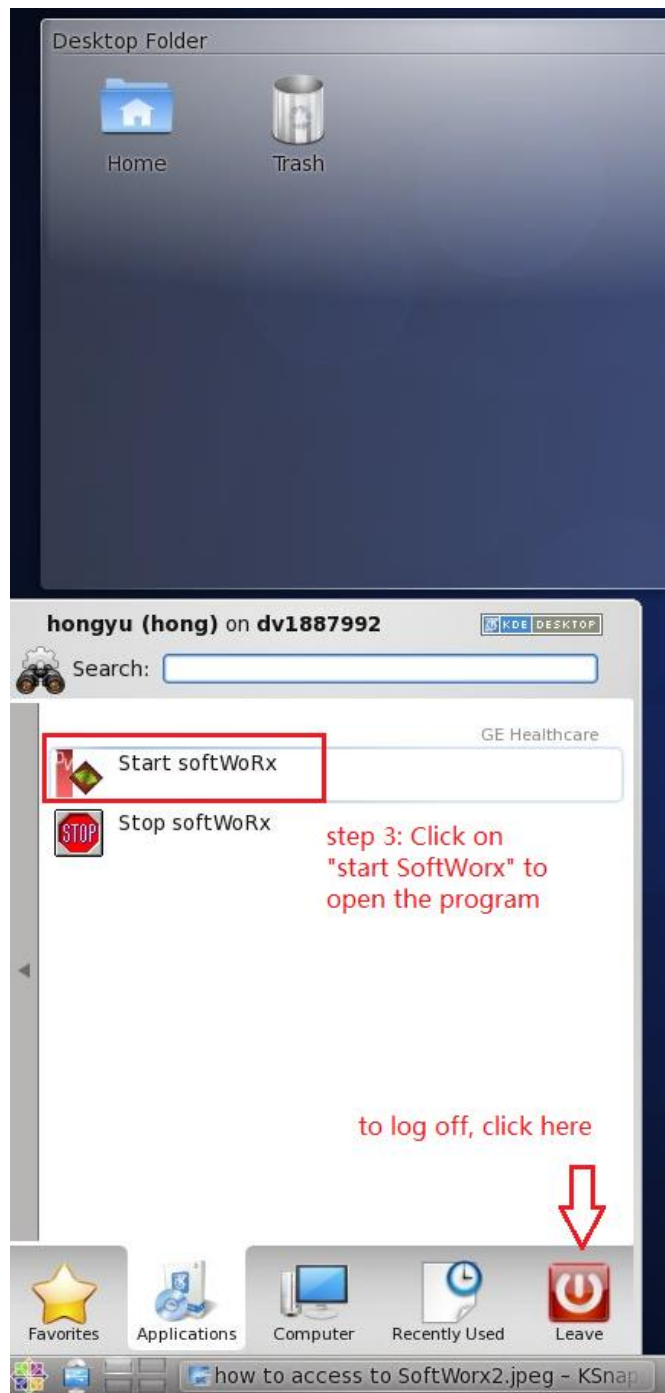 Desktop Folder
Home
Trash
hongyu (hong) on dv1887992
KDE DESKTOP
Search:
GE Healthcare
Start softWoRx
STOP
Stop softWoRx
step 3: Click on
"start SoftWorx" to
open the program
to log off, click here
Favorites
Applications
Computer
Recently Used
Leave
how to access to SoftWorx2.jpeg – KSnap